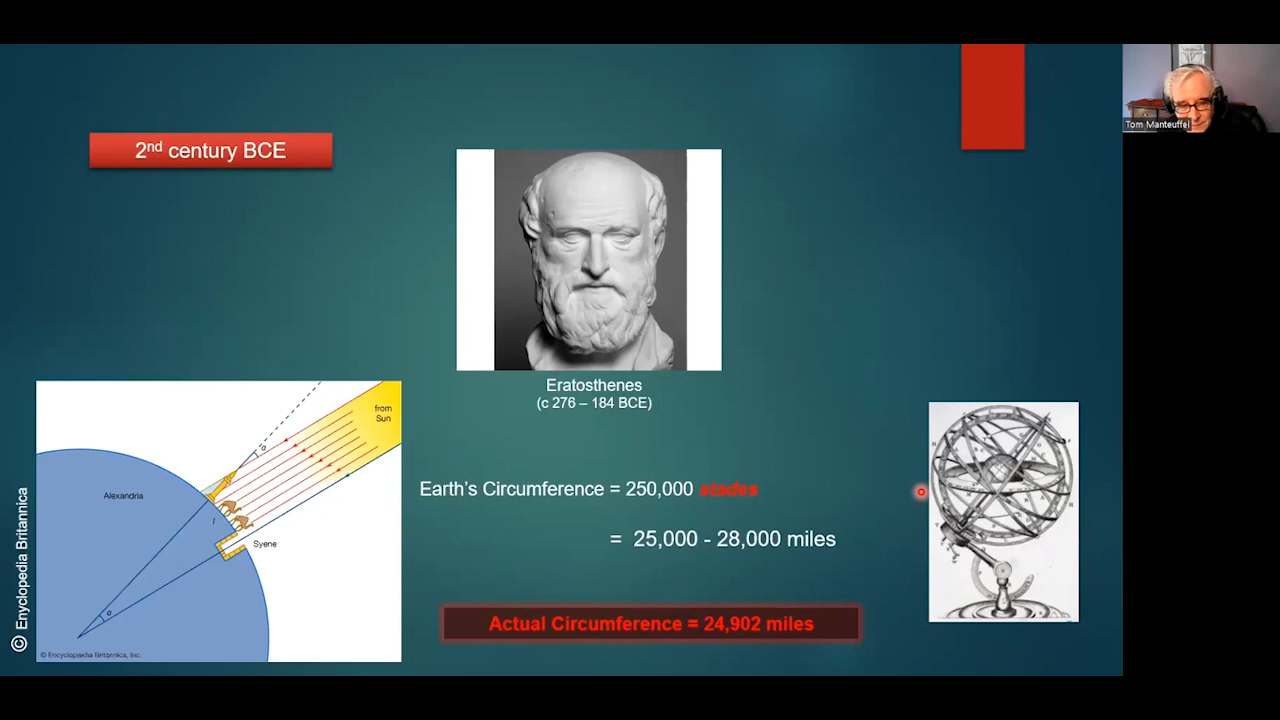 2nd century BCE
Tom Manteuffel
Eratosthenes
(c 276 – 184 BCE)
from
Sun
α
Alexandria
l
Syene
α
© Encyclopædia Britannica, Inc.
© Enyclopedia Britannica
Earth's Circumference = 250,000 stades
= 25,000 - 28,000 miles
Actual Circumference = 24,902 miles